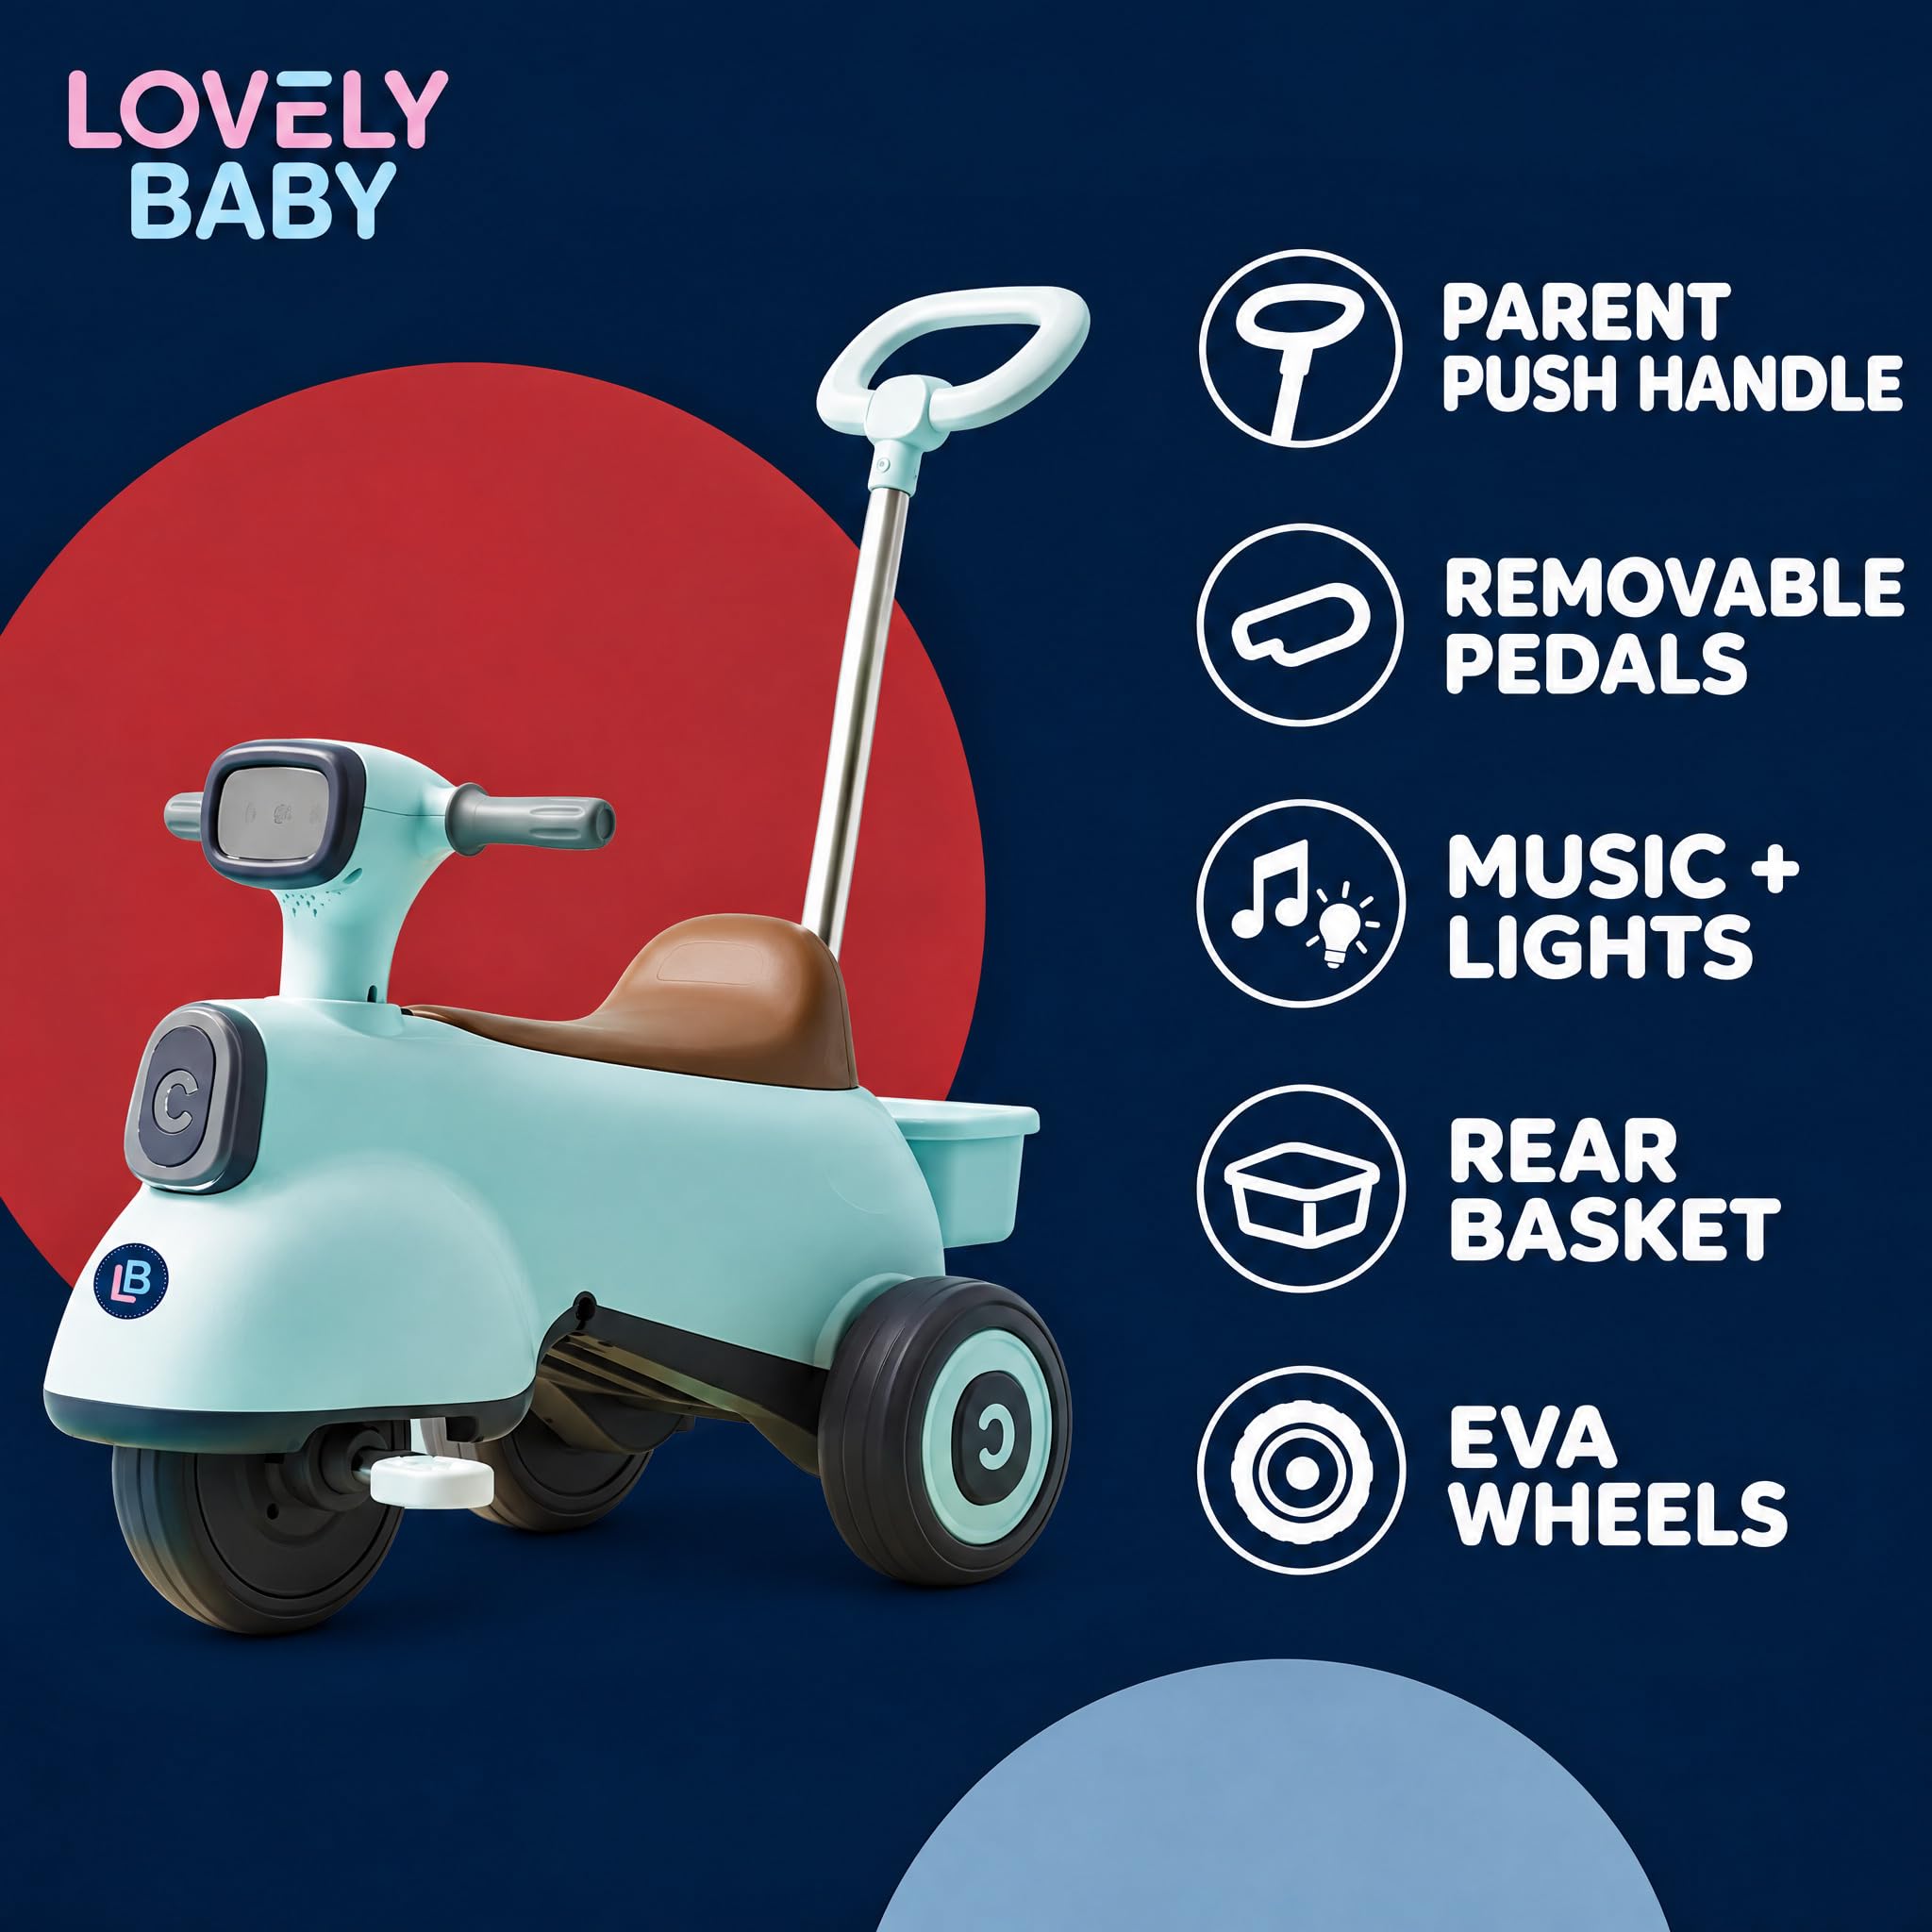 LOVELY
BABY
PARENT
PUSH HANDLE
REMOVABLE
PEDALS
MUSIC +
LIGHTS
C
REAR
BASKET
LB
EVA
WHEELS